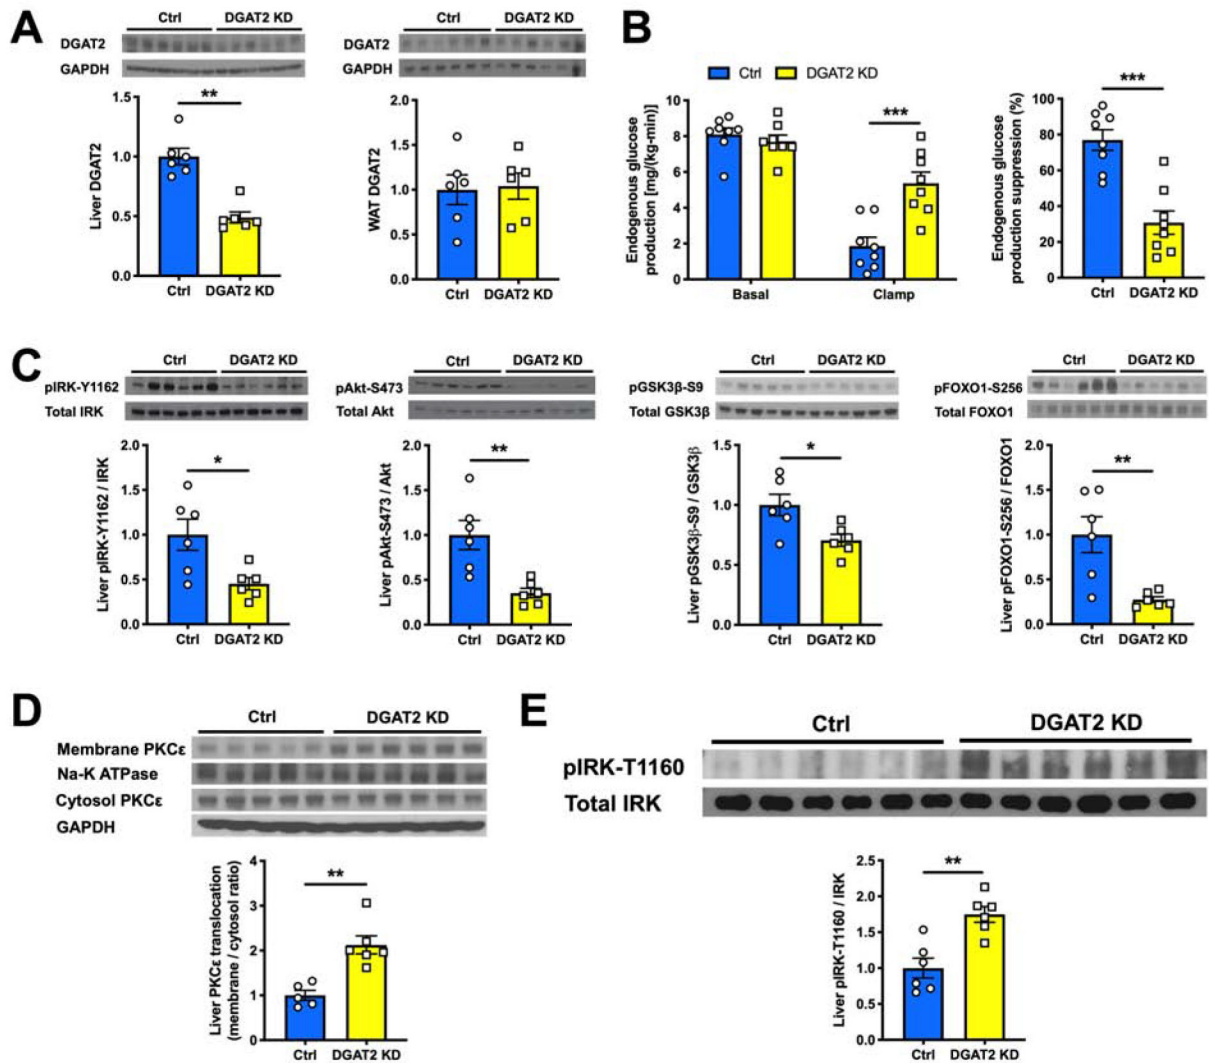 A
Ctrl DGAT2 KD
DGAT2
GAPDH
**
1.5
1.0
0.5
0.0
Liver DGAT2
Ctrl DGAT2 KD
Ctrl DGAT2 KD
DGAT2
GAPDH
2.0
1.5
1.0
0.5
0.0
WAT DGAT2
Ctrl DGAT2 KD
B
Ctrl DGAT2 KD
Endogenous glucose
production [mg/(kg-min)]
10
8
6
4
2
0
***
Basal Clamp
Endogenous glucose
production suppression (%)
100
80
60
40
20
0
***
Ctrl DGAT2 KD
C
Ctrl DGAT2 KD
pIRK-Y1162
Total IRK
Liver pIRK-Y1162 / IRK
2.0
1.5
1.0
0.5
0.0
*
Ctrl DGAT2 KD
Ctrl DGAT2 KD
pAkt-S473
Total Akt
Liver pAkt-S473 / Akt
2.0
1.5
1.0
0.5
0.0
**
Ctrl DGAT2 KD
Ctrl DGAT2 KD
pGSK3β-S9
Total GSK3β
Liver pGSK3β-S9 / GSK3β
1.5
1.0
0.5
0.0
*
Ctrl DGAT2 KD
Ctrl DGAT2 KD
pFOXO1-S256
Total FOXO1
Liver pFOXO1-S256 / FOXO1
2.0
1.5
1.0
0.5
0.0
**
Ctrl DGAT2 KD
D
Ctrl DGAT2 KD
Membrane PKCε
Na-K ATPase
Cytosol PKCε
GAPDH
Liver PKCε translocation
(membrane / cytosol ratio)
4
3
2
1
0
**
Ctrl DGAT2 KD
E
Ctrl DGAT2 KD
pIRK-T1160
Total IRK
Liver pIRK-T1160 / IRK
2.5
2.0
1.5
1.0
0.5
0.0
**
Ctrl DGAT2 KD